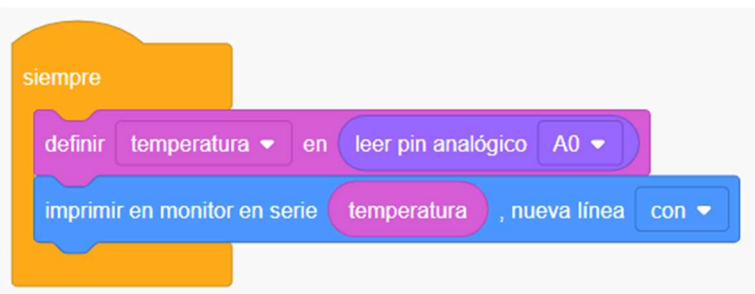 siempre
definir temperatura en leer pin analógico A0
imprimir en monitor en serie temperatura , nueva línea con